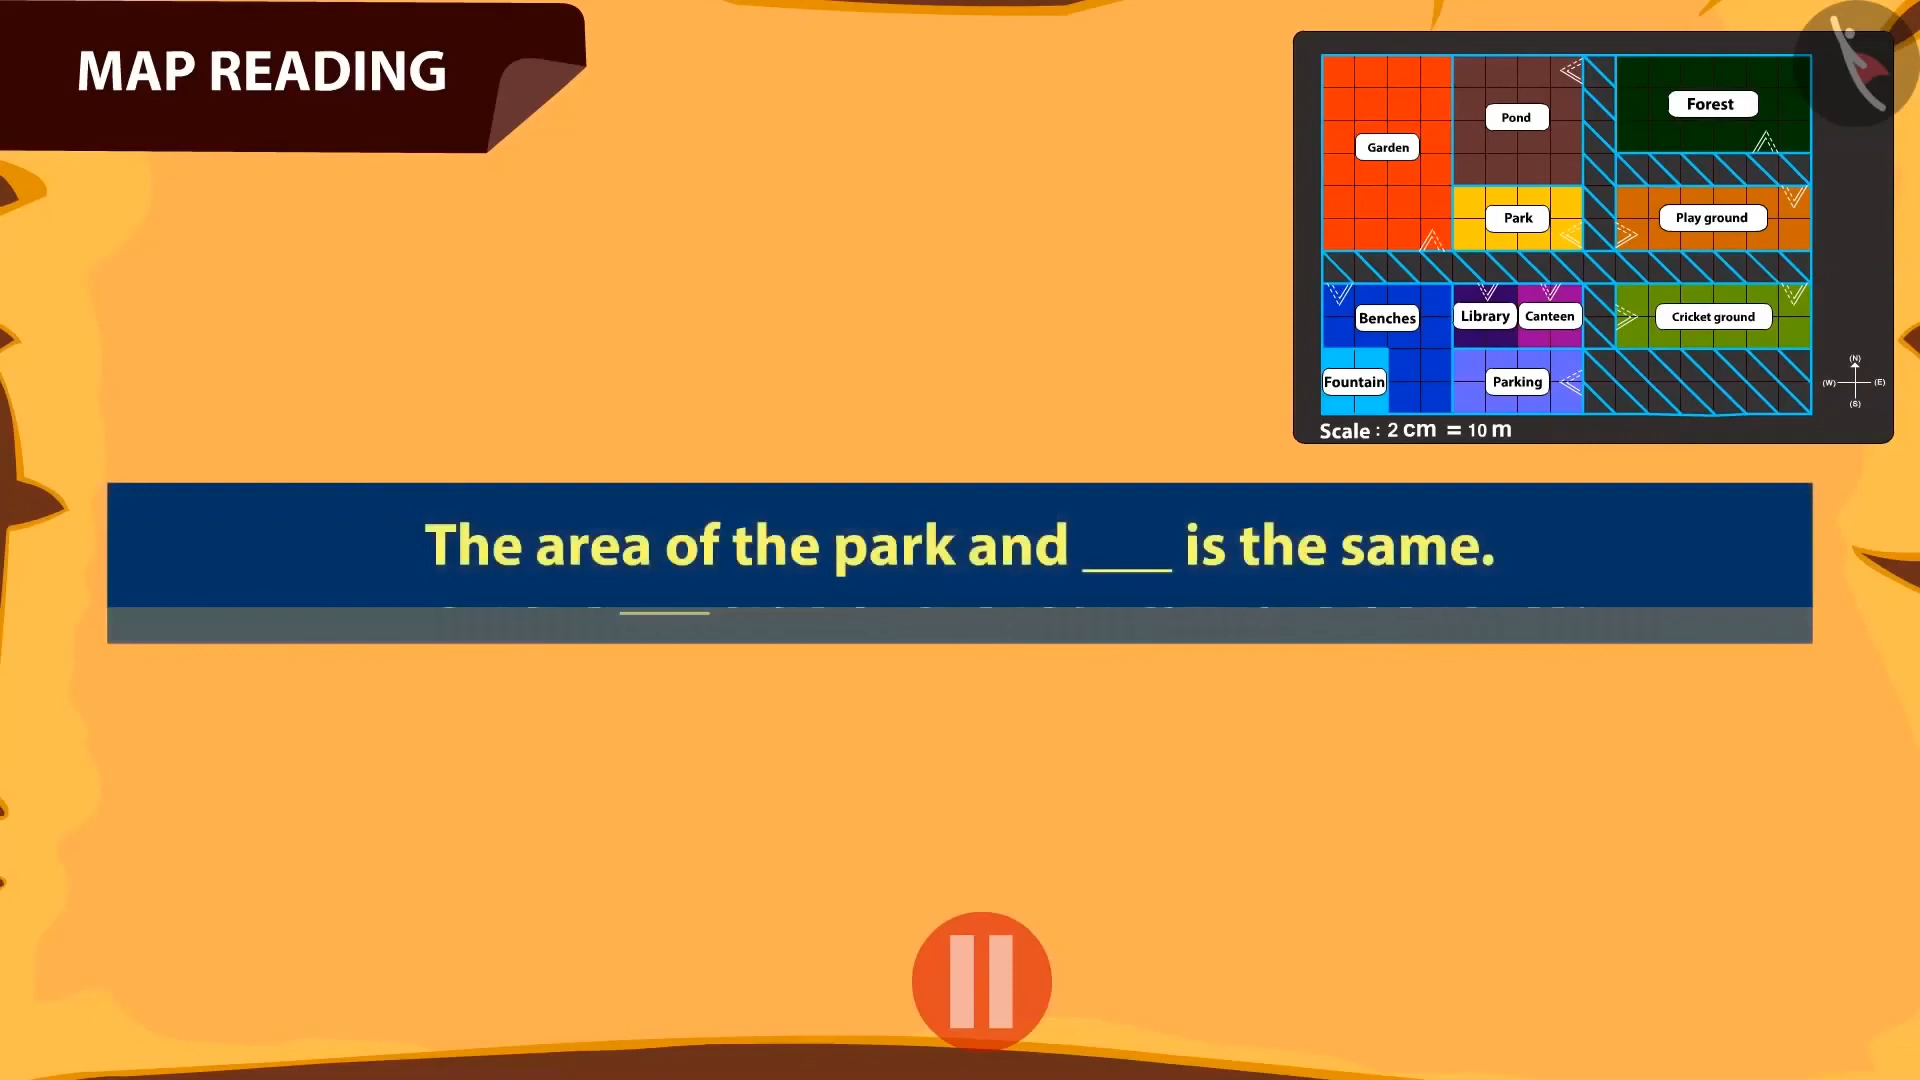 MAP READING
Garden
Pond
Forest
Park
Play ground
Benches
Library
Canteen
Cricket ground
Fountain
Parking
(N)
(W)
(E)
(S)
Scale : 2 cm = 10 m
The area of the park and ____ is the same.